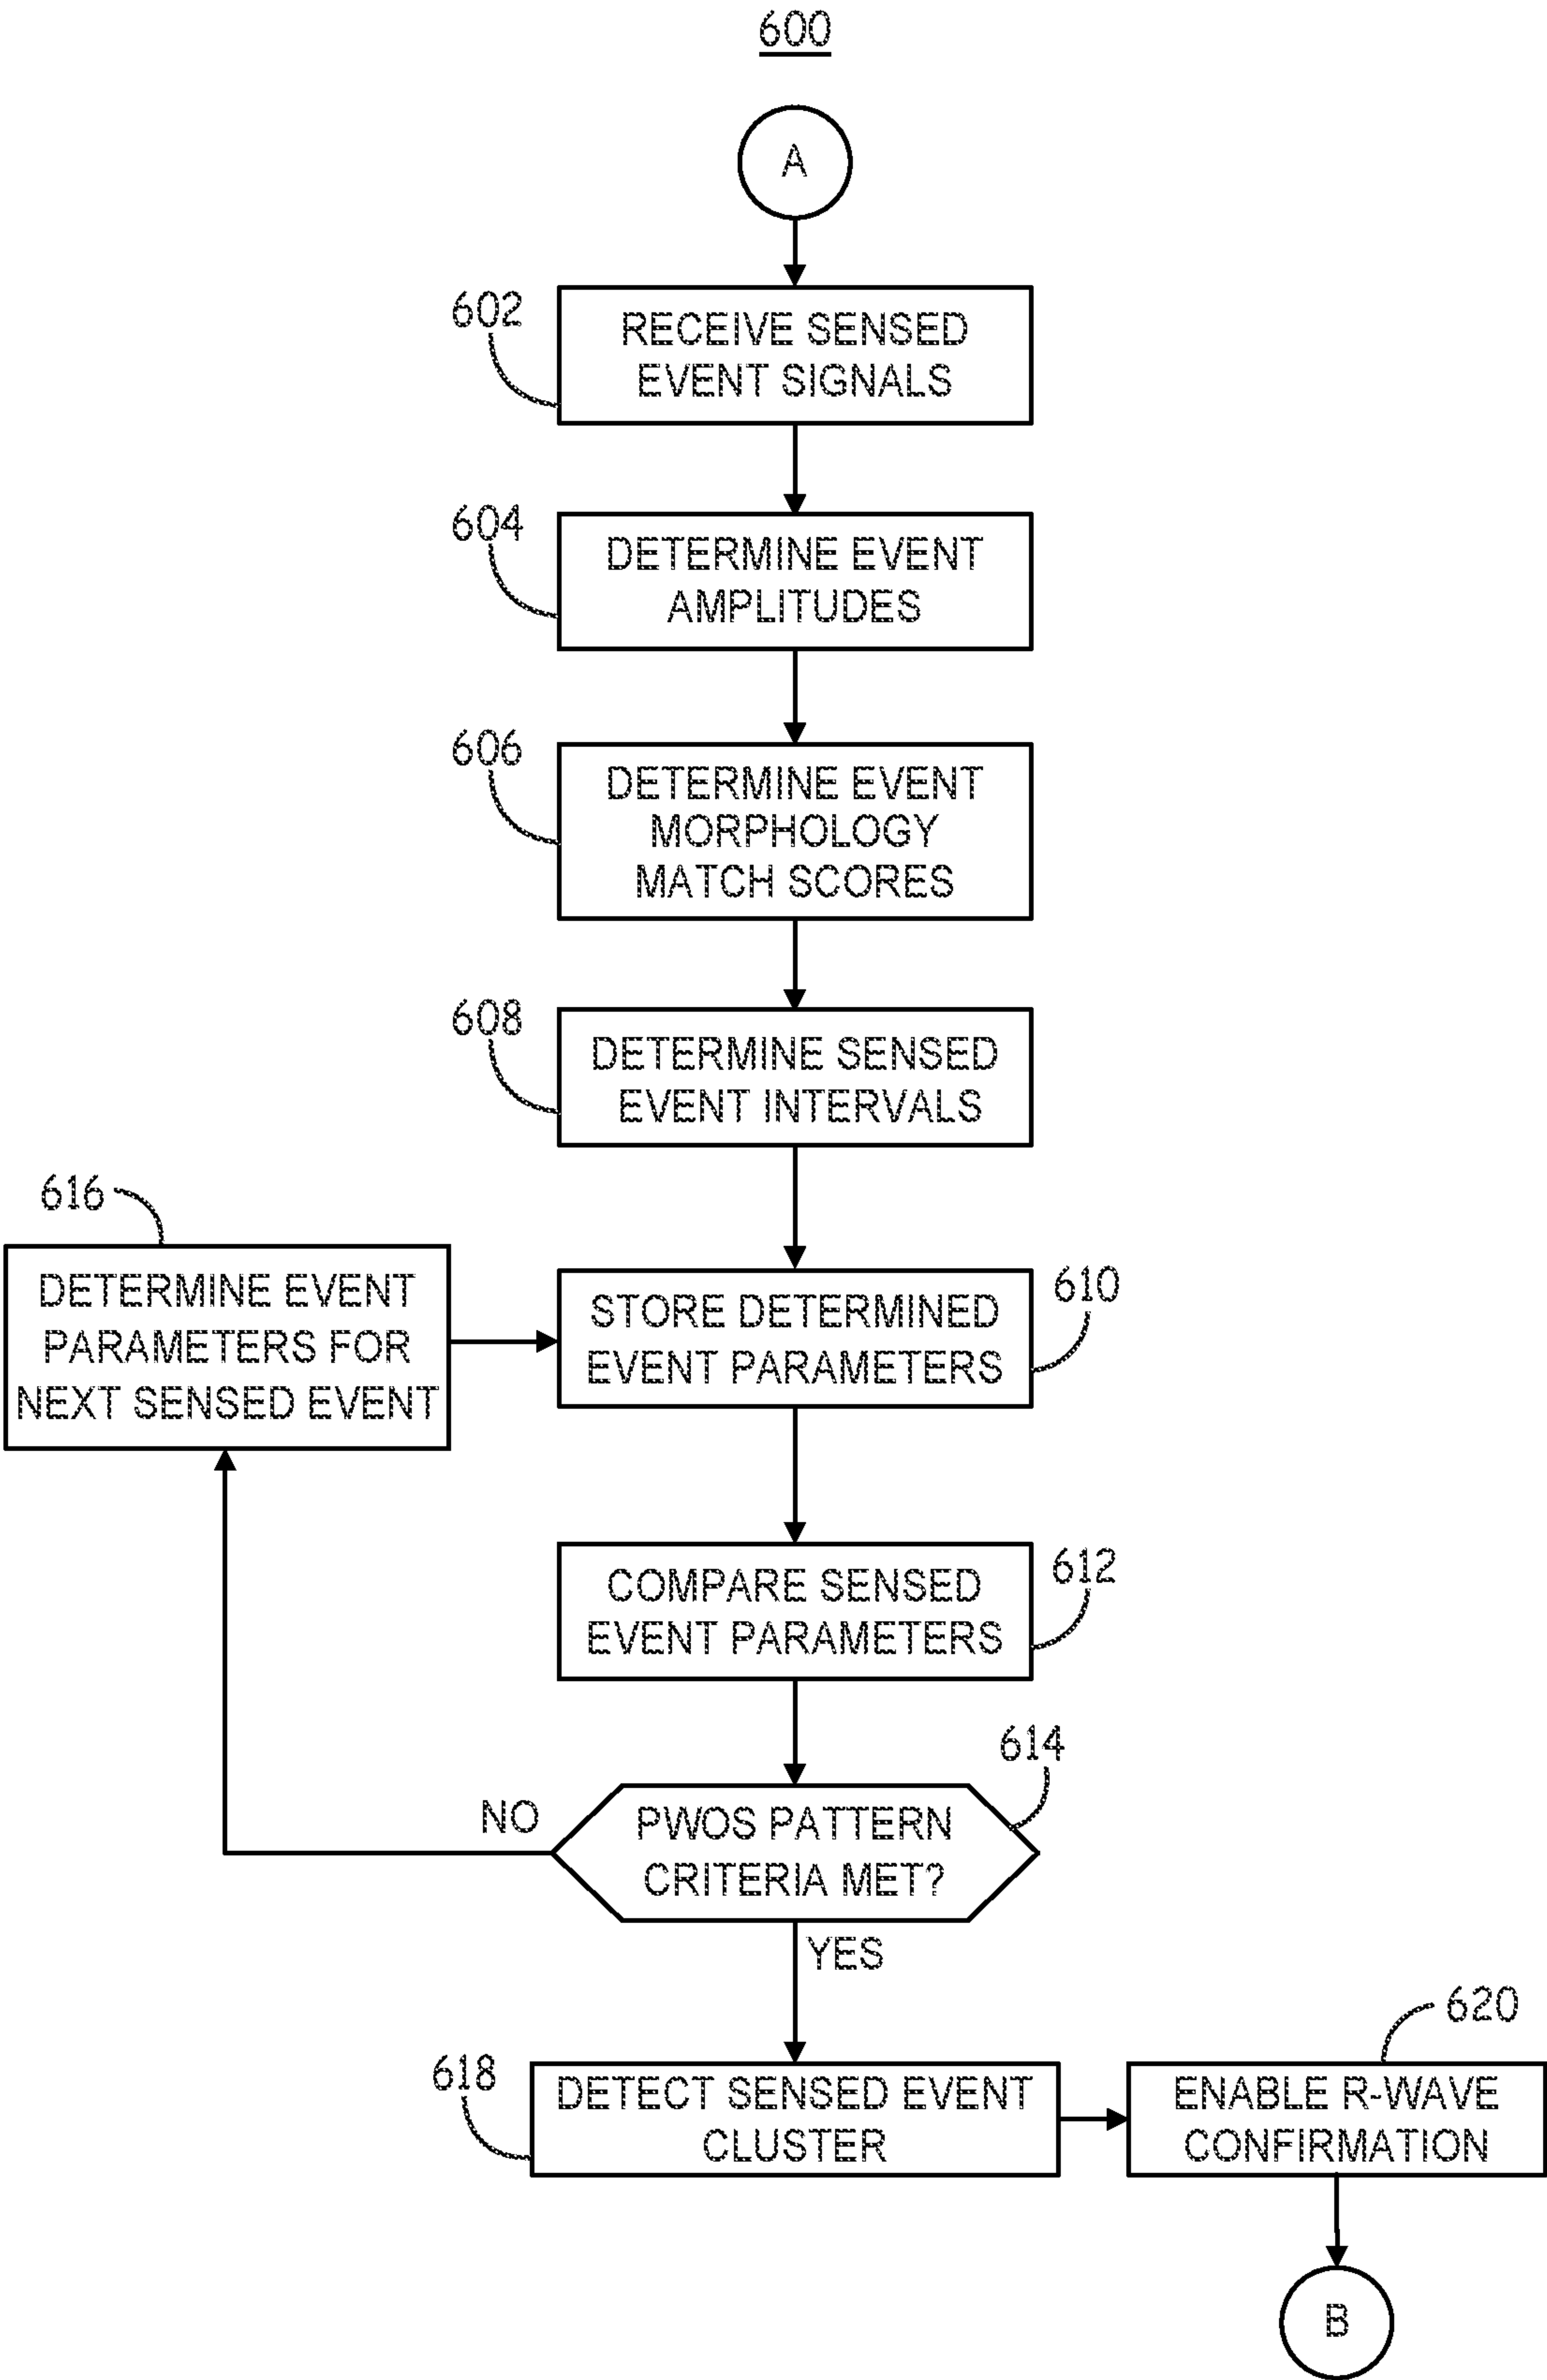 600
A
602
RECEIVE SENSED
EVENT SIGNALS
604
DETERMINE EVENT
AMPLITUDES
606
DETERMINE EVENT
MORPHOLOGY
MATCH SCORES
608
DETERMINE SENSED
EVENT INTERVALS
616
DETERMINE EVENT
PARAMETERS FOR
NEXT SENSED EVENT
STORE DETERMINED
EVENT PARAMETERS
610
COMPARE SENSED
EVENT PARAMETERS
612
614
NO
PWOS PATTERN
CRITERIA MET?
YES
618
DETECT SENSED EVENT
CLUSTER
620
ENABLE R-WAVE
CONFIRMATION
B